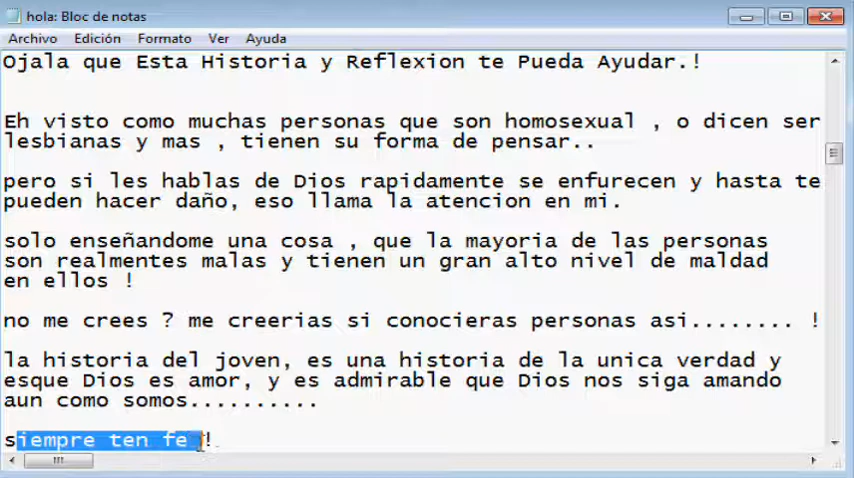 hola: Bloc de notas
Archivo Edición Formato Ver Ayuda
Ojala que Esta Historia y Reflexion te Pueda Ayudar.!
Eh visto como muchas personas que son homosexual , o dicen ser
lesbianas y mas , tienen su forma de pensar..
pero si les hablas de Dios rapidamente se enfurecen y hasta te
pueden hacer daño, eso llama la atencion en mi.
solo enseñandome una cosa , que la mayoria de las personas
son realmentes malas y tienen un gran alto nivel de maldad
en ellos !
no me crees ? me creerias si conocieras personas asi........ !
la historia del joven, es una historia de la unica verdad y
esque Dios es amor, y es admirable que Dios nos siga amando
aun como somos..........
siempre ten fe !